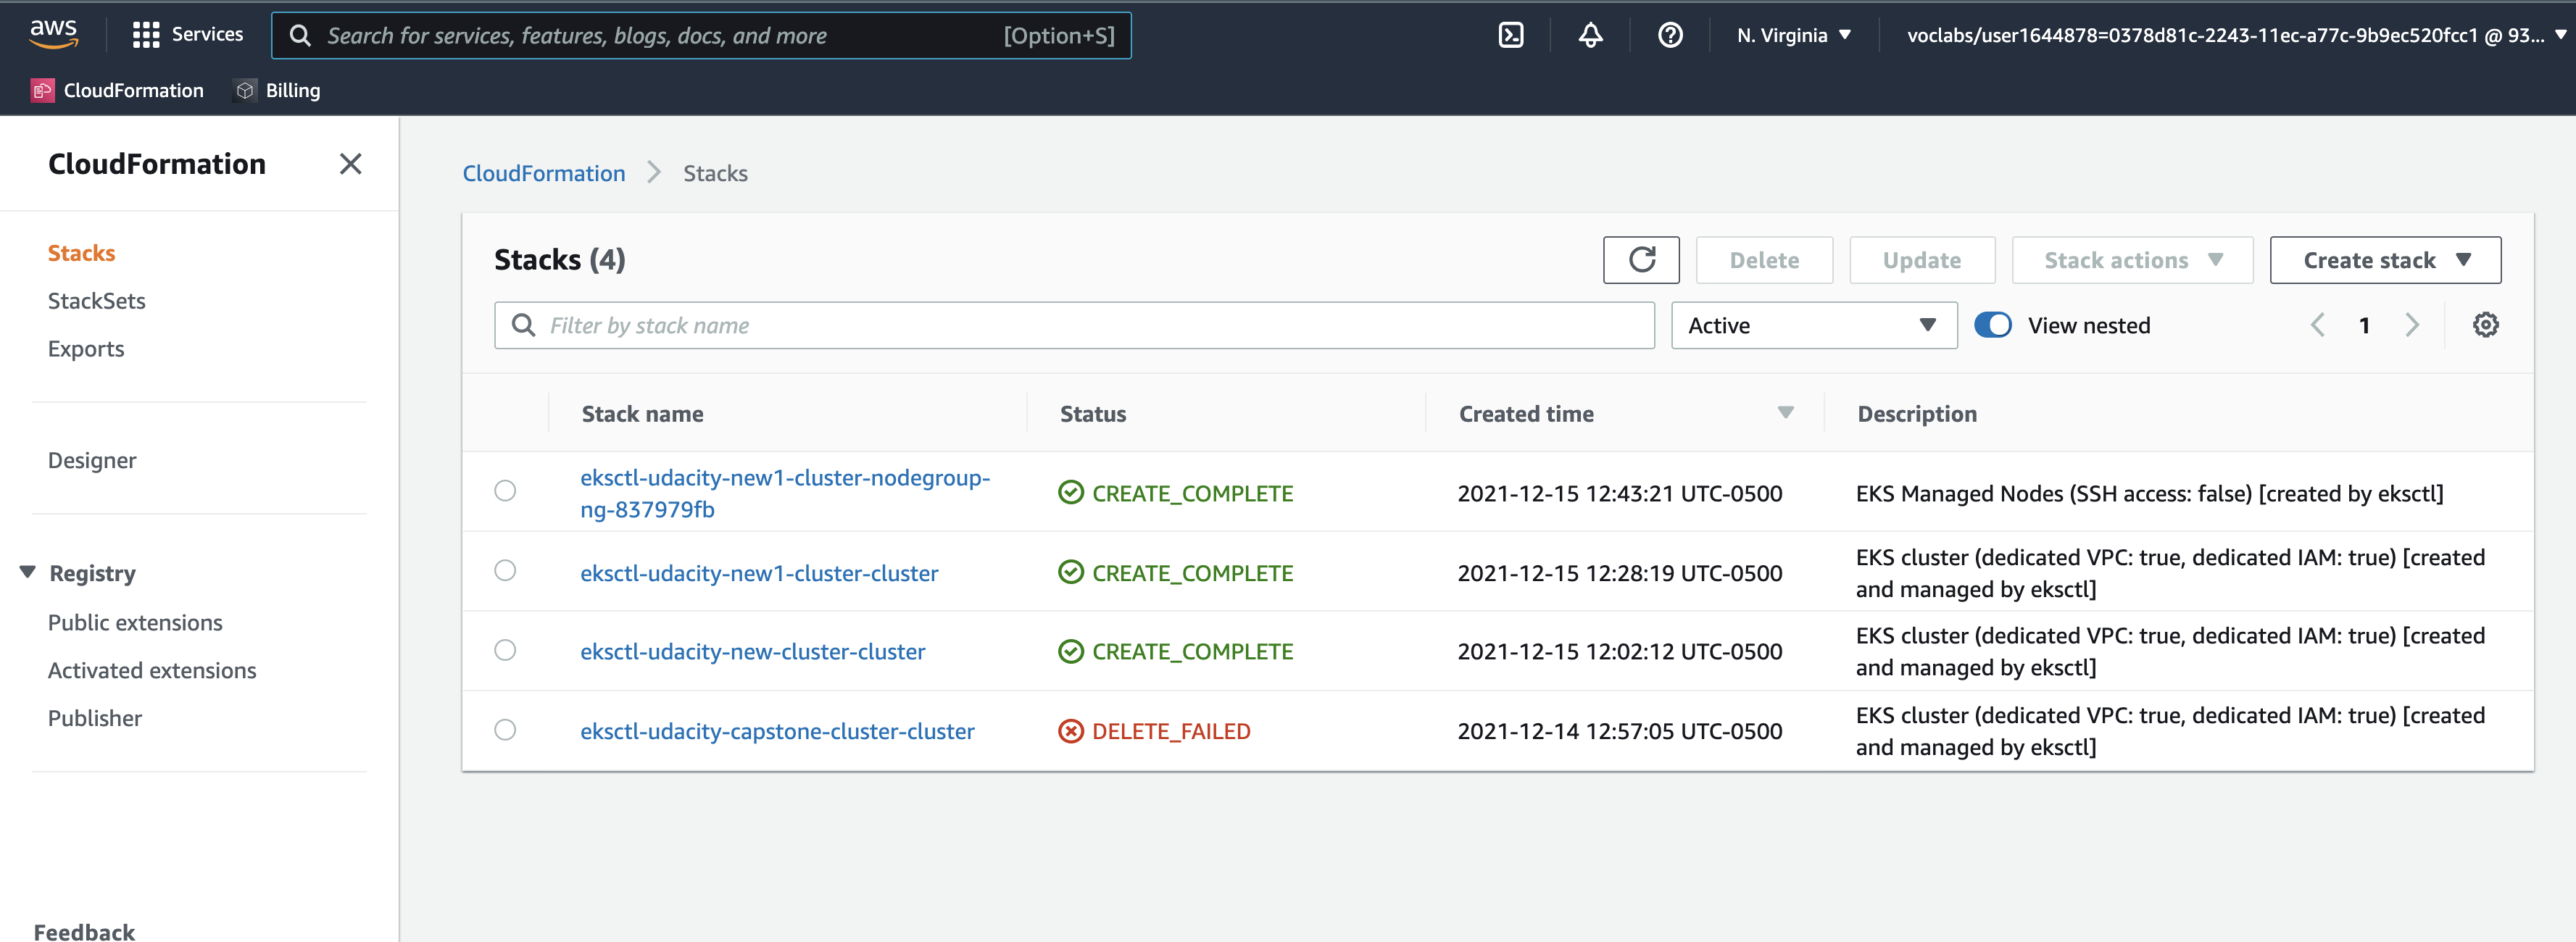 aws
Services
Search for services, features, blogs, docs, and more
[Option+S]
N. Virginia
voclabs/user1644878=0378d81c-2243-11ec-a77c-9b9ec520fcc1 @ 93...
CloudFormation
Billing
CloudFormation
Stacks
StackSets
Exports
Designer
Registry
Public extensions
Activated extensions
Publisher
Feedback
CloudFormation
Stacks
Stacks (4)
Delete
Update
Stack actions
Create stack
Filter by stack name
Active
View nested
1
Stack name
Status
Created time
Description
eksctl-udacity-new1-cluster-nodegroup-
ng-837979fb
CREATE_COMPLETE
2021-12-15 12:43:21 UTC-0500
EKS Managed Nodes (SSH access: false) [created by eksctl]
eksctl-udacity-new1-cluster-cluster
CREATE_COMPLETE
2021-12-15 12:28:19 UTC-0500
EKS cluster (dedicated VPC: true, dedicated IAM: true) [created
and managed by eksctl]
eksctl-udacity-new-cluster-cluster
CREATE_COMPLETE
2021-12-15 12:02:12 UTC-0500
EKS cluster (dedicated VPC: true, dedicated IAM: true) [created
and managed by eksctl]
eksctl-udacity-capstone-cluster-cluster
DELETE_FAILED
2021-12-14 12:57:05 UTC-0500
EKS cluster (dedicated VPC: true, dedicated IAM: true) [created
and managed by eksctl]